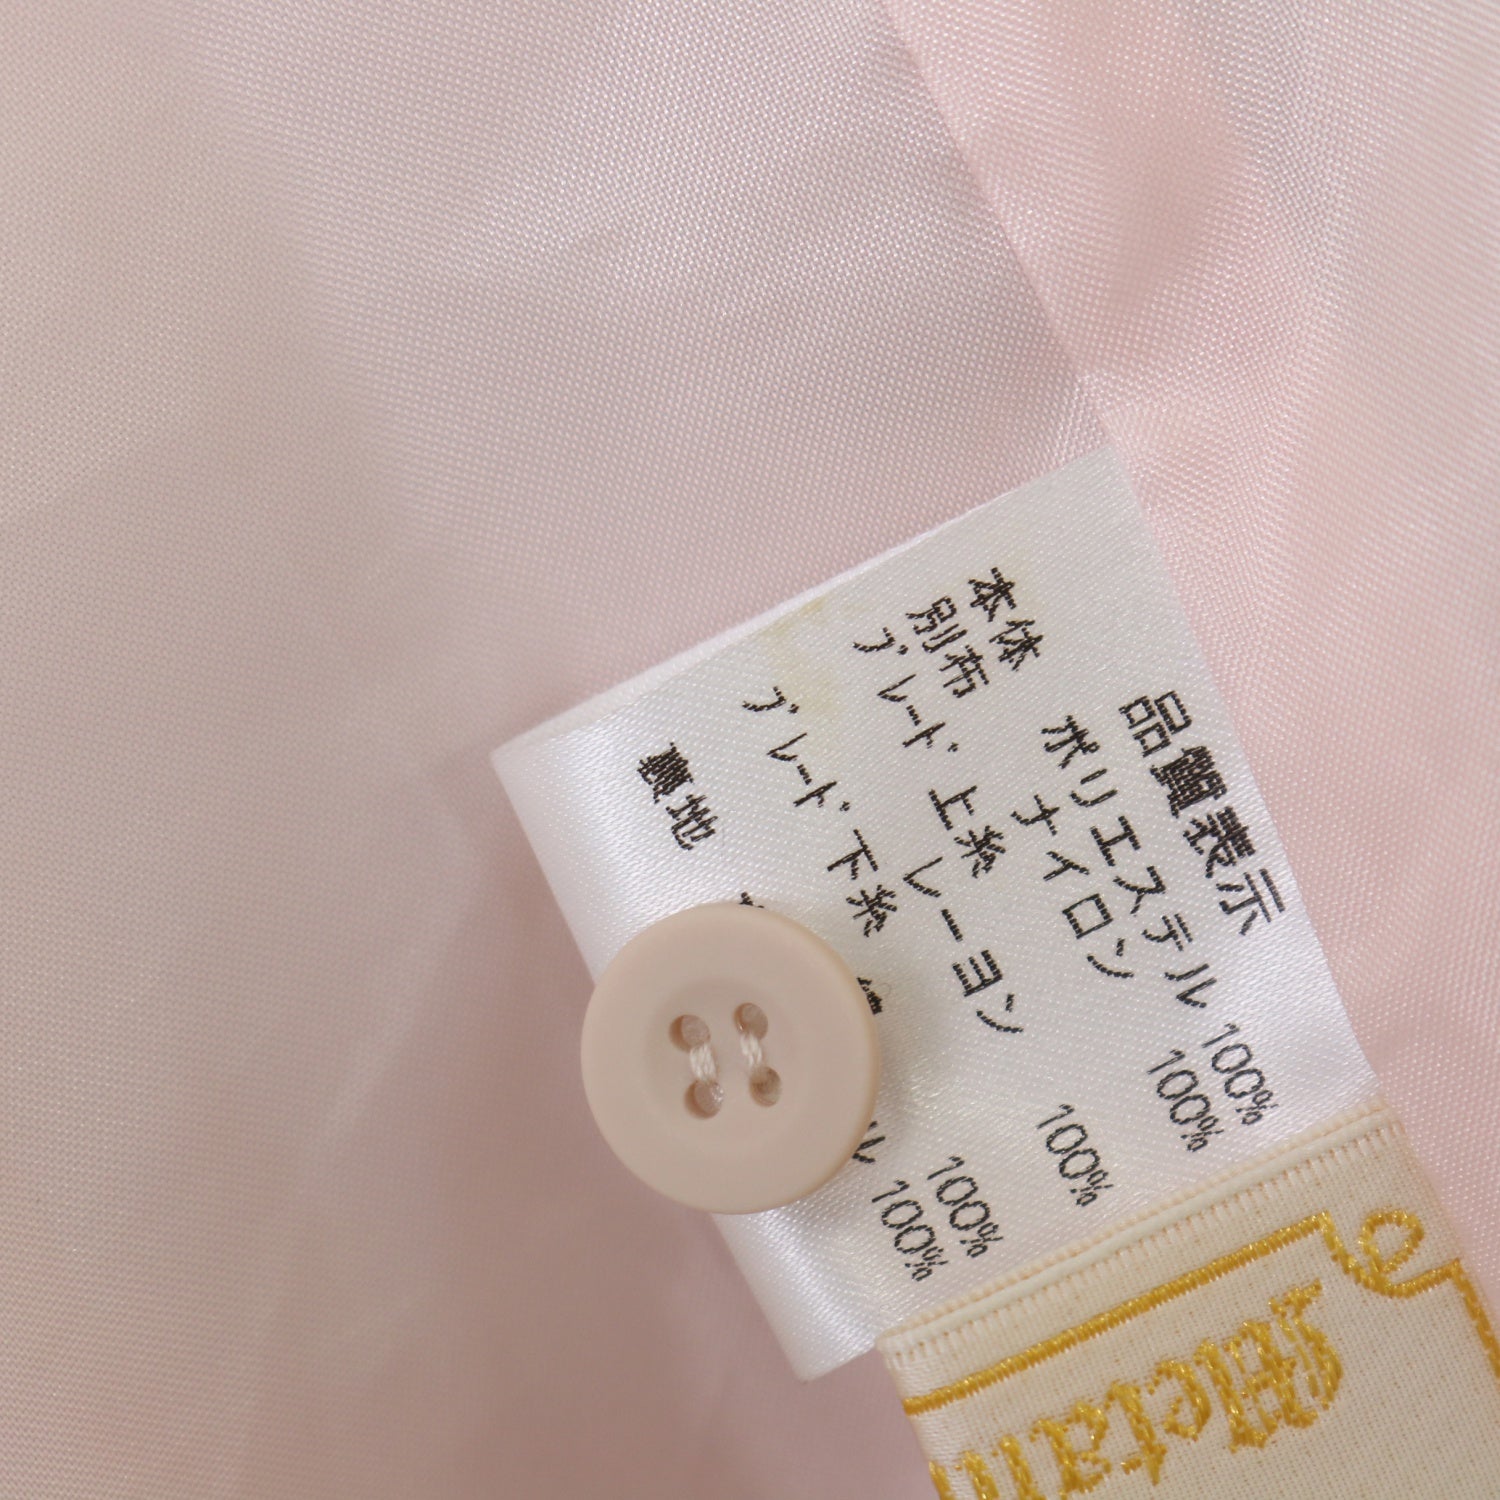 品質表示
本体 ポリエステル 100%
別布 ナイロン 100%
ブレード 上糸 レーヨン 100%
ブレード 下糸 100%
裏地 ル 100%
Metam